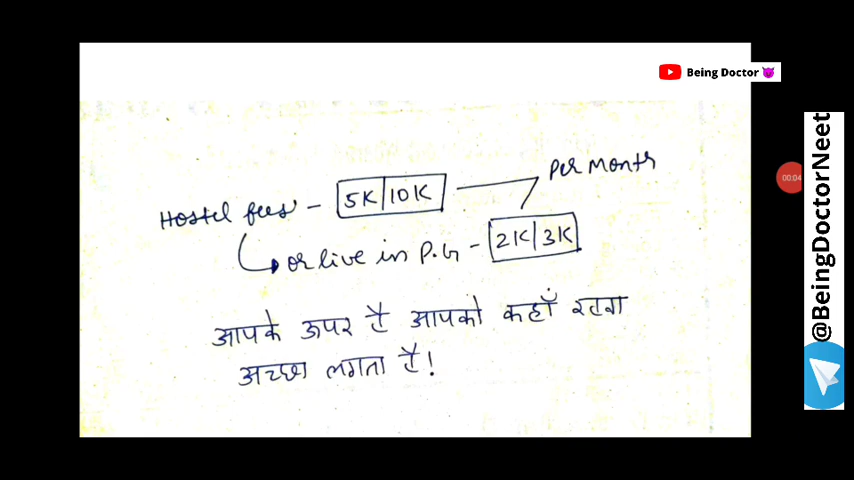 Being Doctor 😈
Per Month
Hostel fees - 5K|10K
or live in P.G - 2K|3K
आपके ऊपर है आपको कहाँ रहना
अच्छा लगता है!
00:04
@BeingDoctorNeet